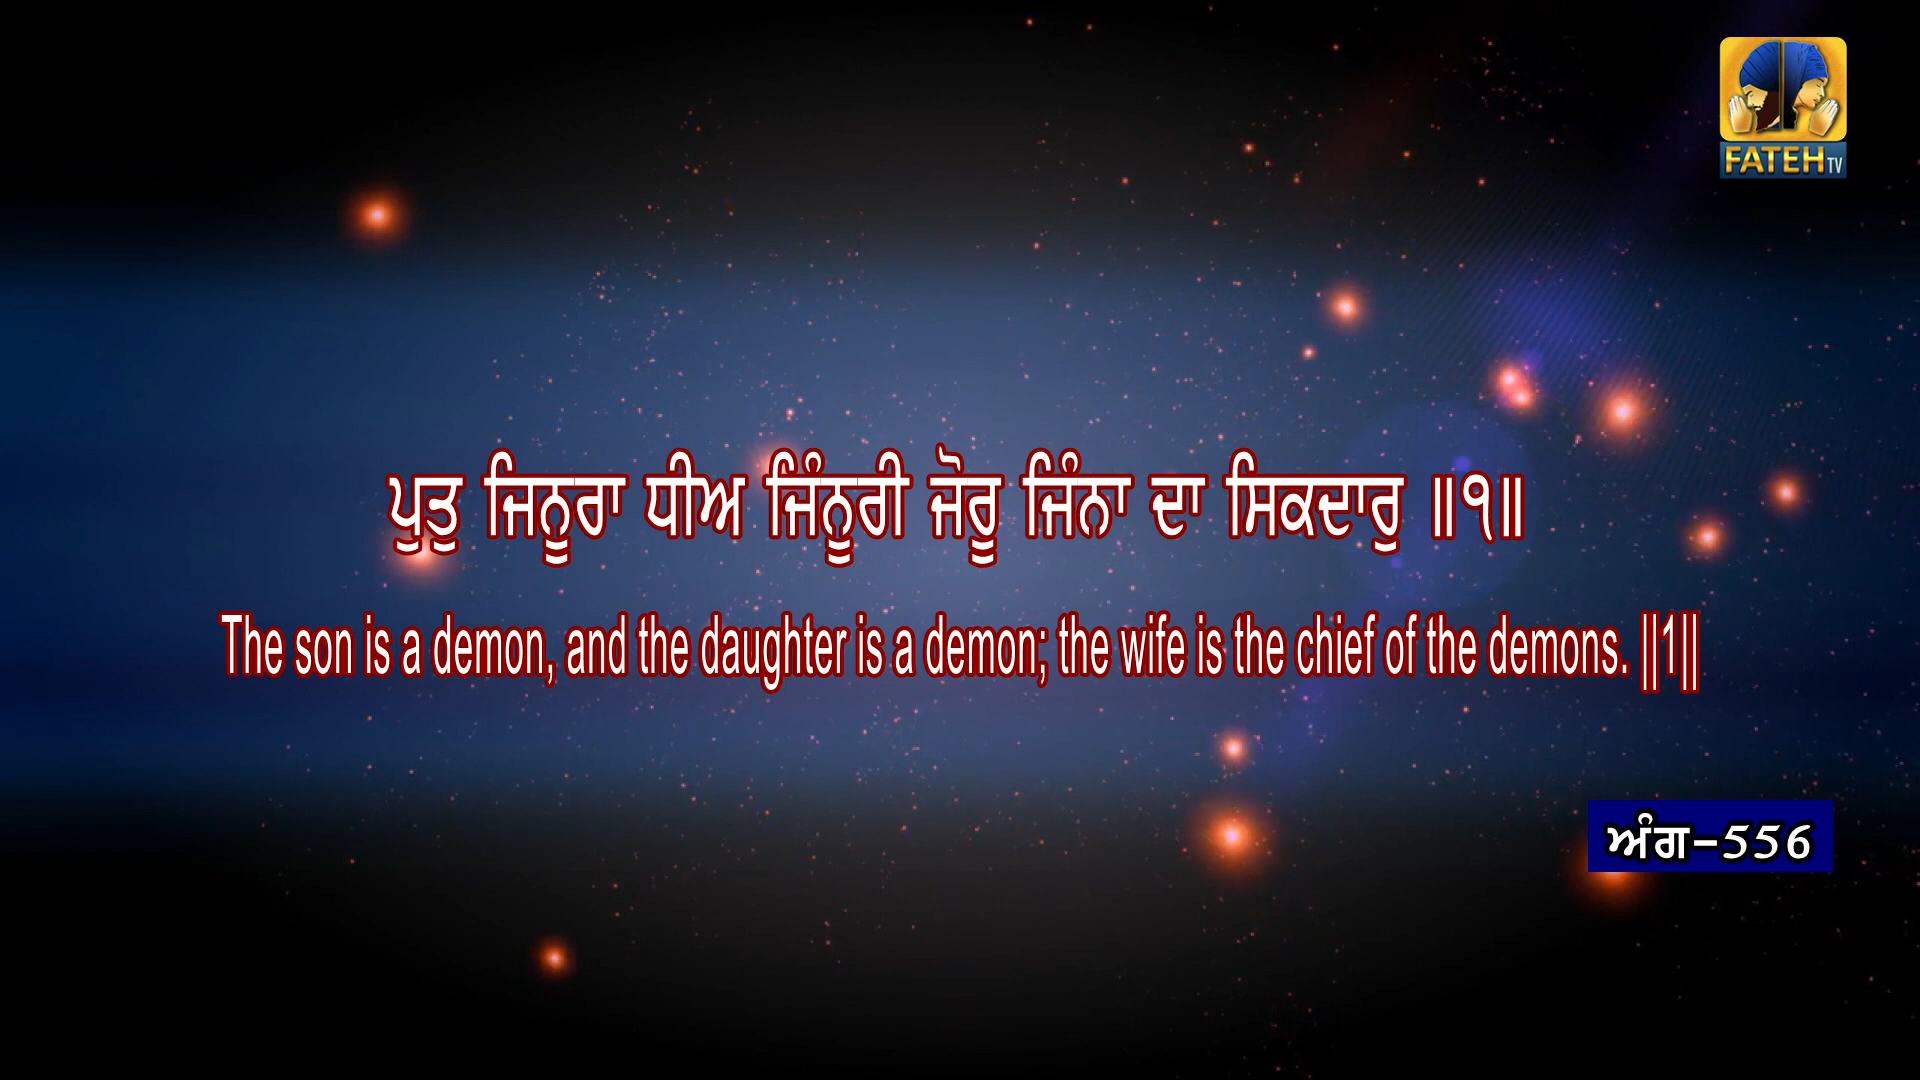 FATEH TV
ਪੁਤੁ ਜਿਨੂਰਾ ਧੀਅ ਜਿੰਨੂਰੀ ਜੋਰੂ ਜਿੰਨਾ ਦਾ ਸਿਕਦਾਰੁ ॥੧॥
The son is a demon, and the daughter is a demon; the wife is the chief of the demons. ||1||
ਅੰਗ-556